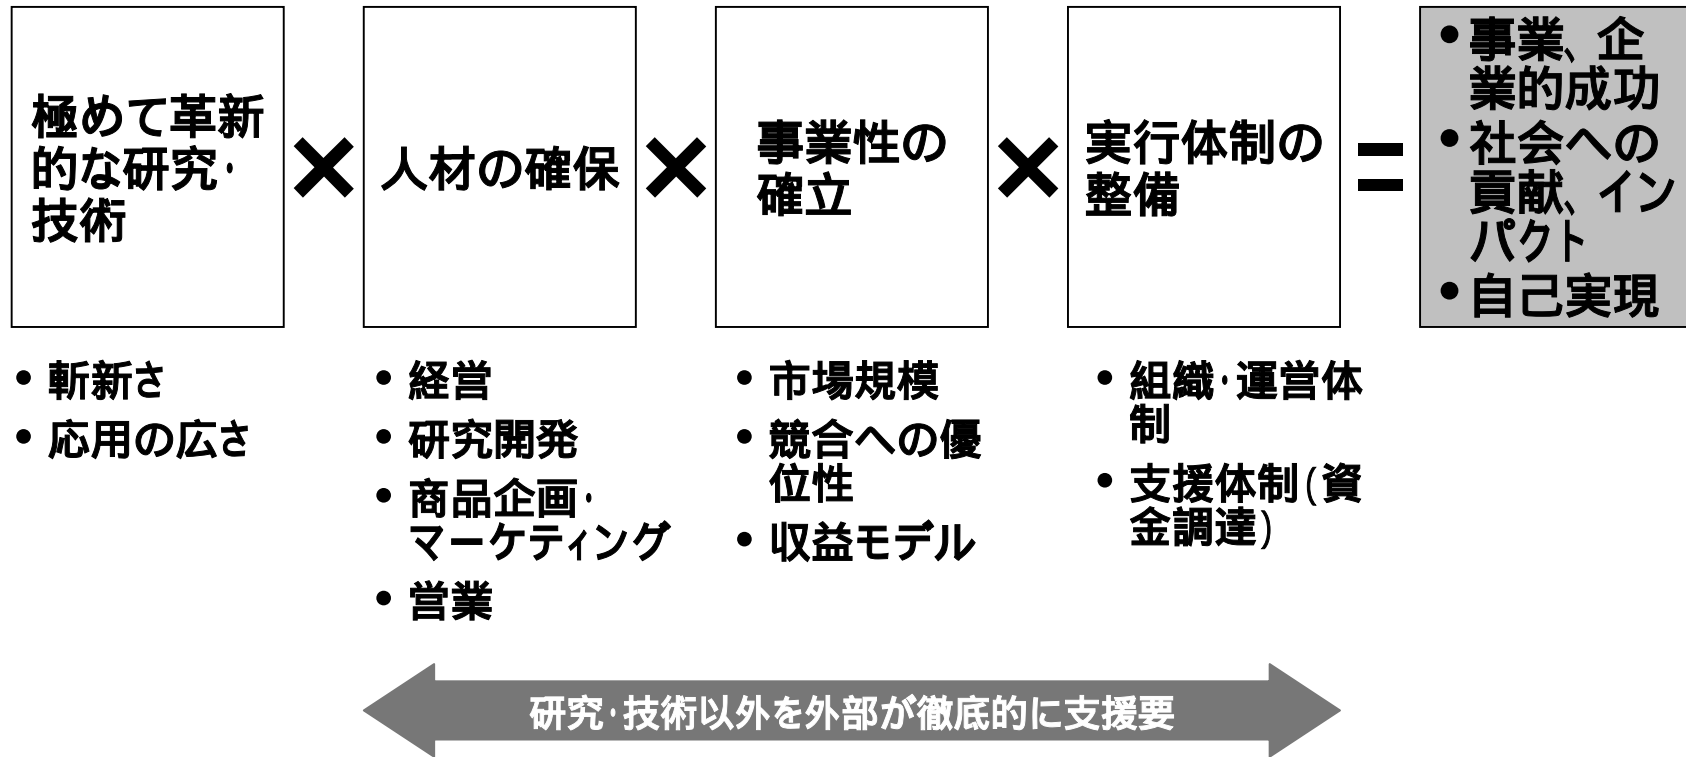 極めて革新
的な研究・
技術
×
人材の確保
×
事業性の
確立
×
実行体制の
整備
=
• 事業、企
業的成功
• 社会への
貢献、イン
パクト
• 自己実現
• 斬新さ
• 応用の広さ
• 経営
• 研究開発
• 商品企画・
マーケティング
• 営業
• 市場規模
• 競合への優
位性
• 収益モデル
• 組織・運営体
制
• 支援体制(資
金調達)
研究・技術以外を外部が徹底的に支援要